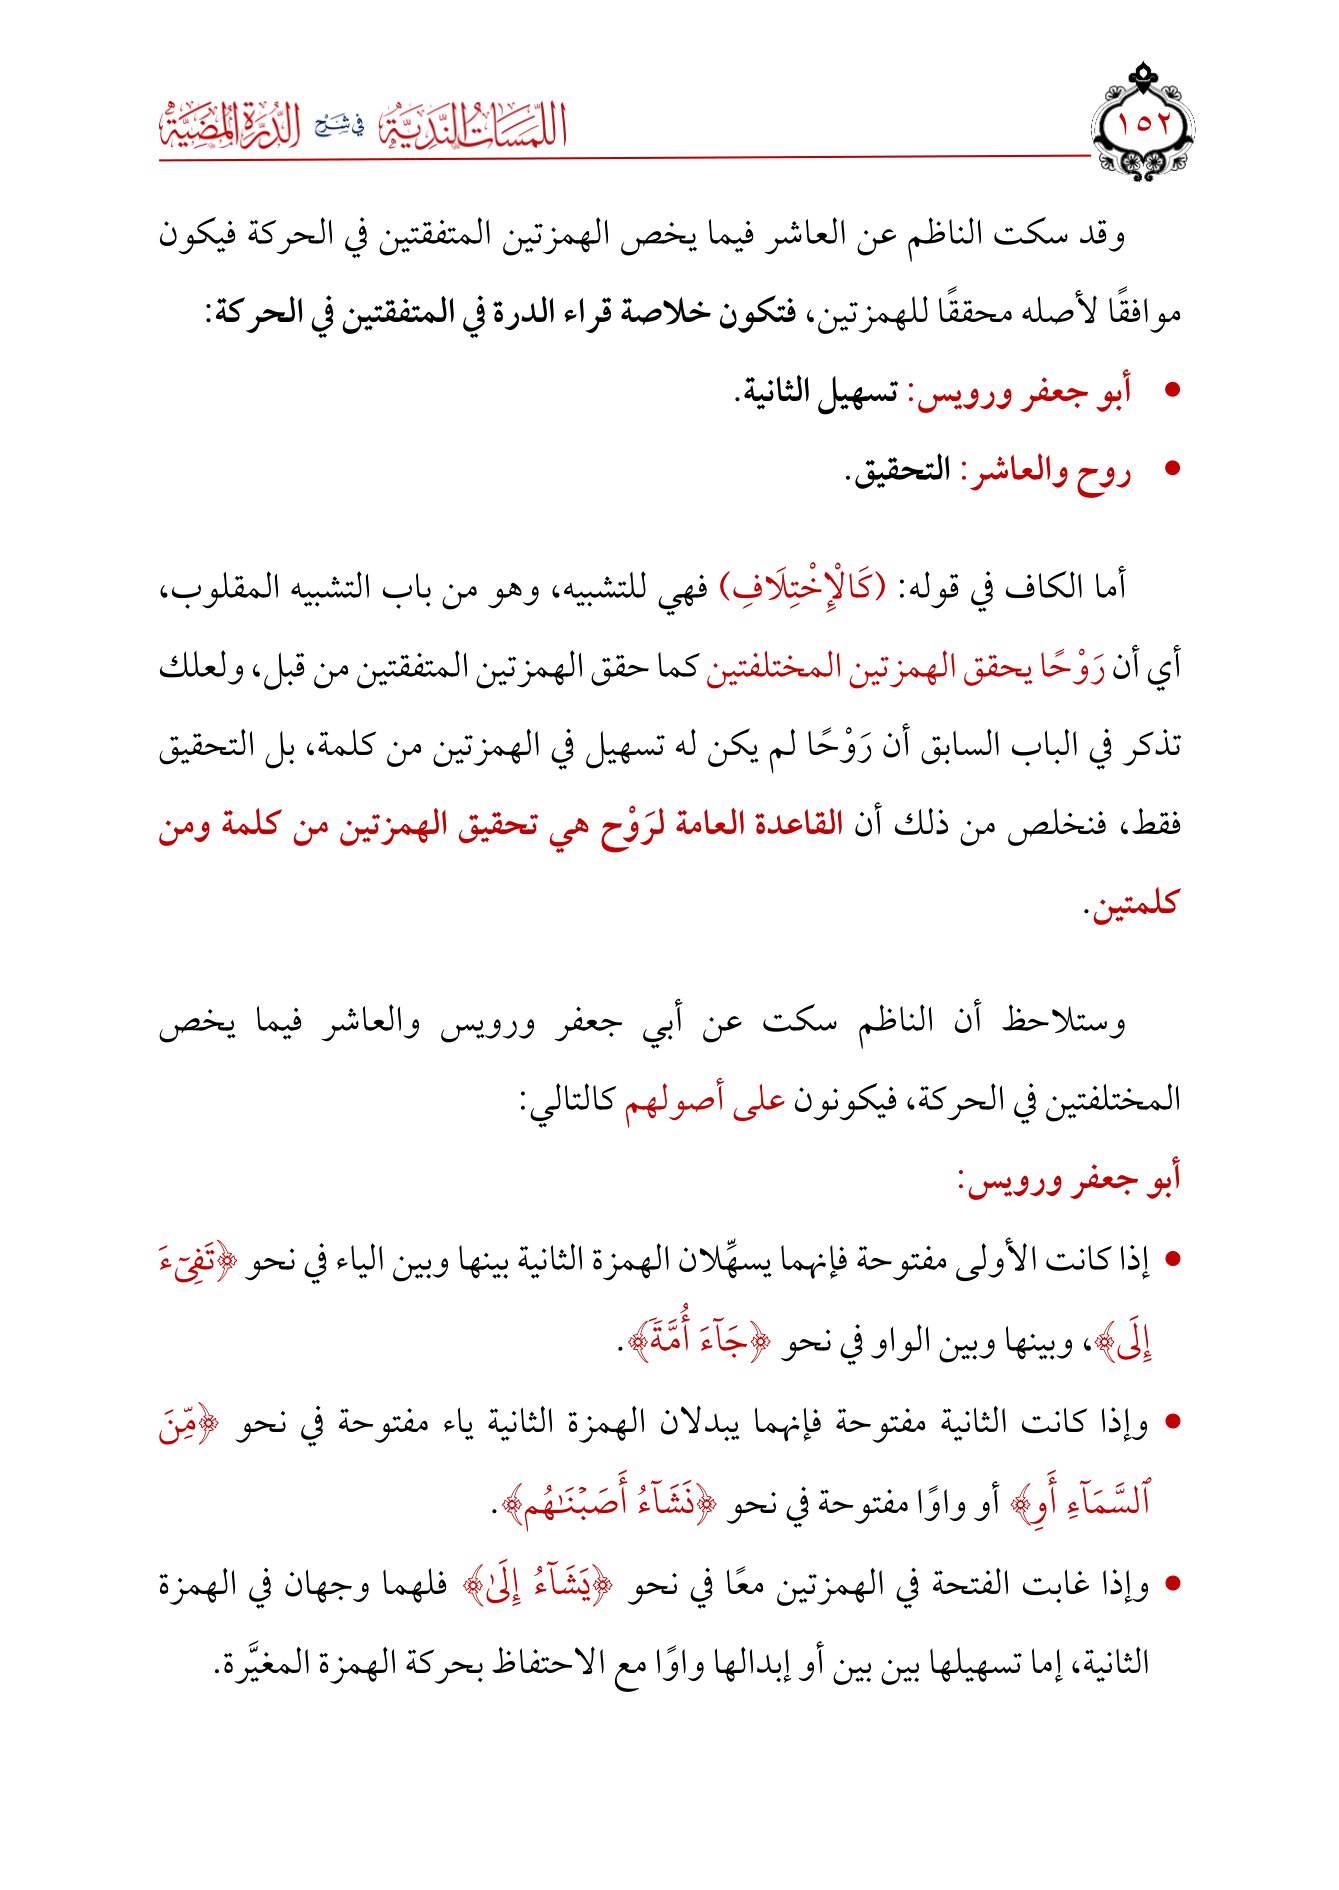 اللمسات الندية في شرح الدرة المضية
١٥٢
وقد سكت الناظم عن العاشر فيما يخص الهمزتين المتفقتين في الحركة فيكون
موافقًا لأصله محققًا للهمزتين، فتكون خلاصة قراء الدرة في المتفقتين في الحركة:
• أبو جعفر ورويس: تسهيل الثانية.
• روح والعاشر: التحقيق.
أما الكاف في قوله: (كَالْإِخْتِلَافِ) فهي للتشبيه، وهو من باب التشبيه المقلوب،
أي أن رَوْحًا يحقق الهمزتين المختلفتين كما حقق الهمزتين المتفقتين من قبل، ولعلك
تذكر في الباب السابق أن رَوْحًا لم يكن له تسهيل في الهمزتين من كلمة، بل التحقيق
فقط، فنخلص من ذلك أن القاعدة العامة لرَوْح هي تحقيق الهمزتين من كلمة ومن
كلمتين.
وستلاحظ أن الناظم سكت عن أبي جعفر ورويس والعاشر فيما يخص
المختلفتين في الحركة، فيكونون على أصولهم كالتالي:
أبو جعفر ورويس:
• إذا كانت الأولى مفتوحة فإنهما يسهِّلان الهمزة الثانية بينها وبين الياء في نحو ﴿تَفِيٓءَ
إِلَى﴾، وبينها وبين الواو في نحو ﴿جَآءَ أُمَّةٗ﴾.
• وإذا كانت الثانية مفتوحة فإنهما يبدلان الهمزة الثانية ياء مفتوحة في نحو ﴿مِّنَ
ٱلسَّمَآءِ أَوِ﴾ أو واوًا مفتوحة في نحو ﴿نَشَآءُ أَصَبْنَـٰهُم﴾.
• وإذا غابت الفتحة في الهمزتين معًا في نحو ﴿يَشَآءُ إِلَىٰ﴾ فلهما وجهان في الهمزة
الثانية، إما تسهيلها بين بين أو إبدالها واوًا مع الاحتفاظ بحركة الهمزة المغيَّرة.